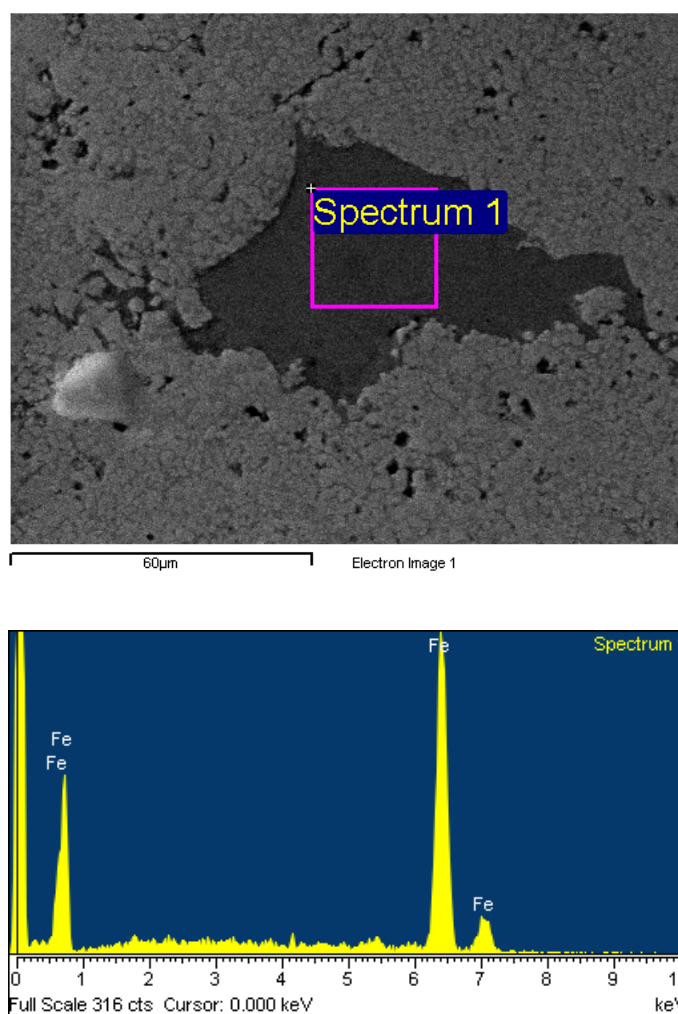 Spectrum 1
60µm Electron Image 1
Spectrum
Fe
Fe
Fe
Fe
0 1 2 3 4 5 6 7 8 9
Full Scale 316 cts Cursor: 0.000 keV